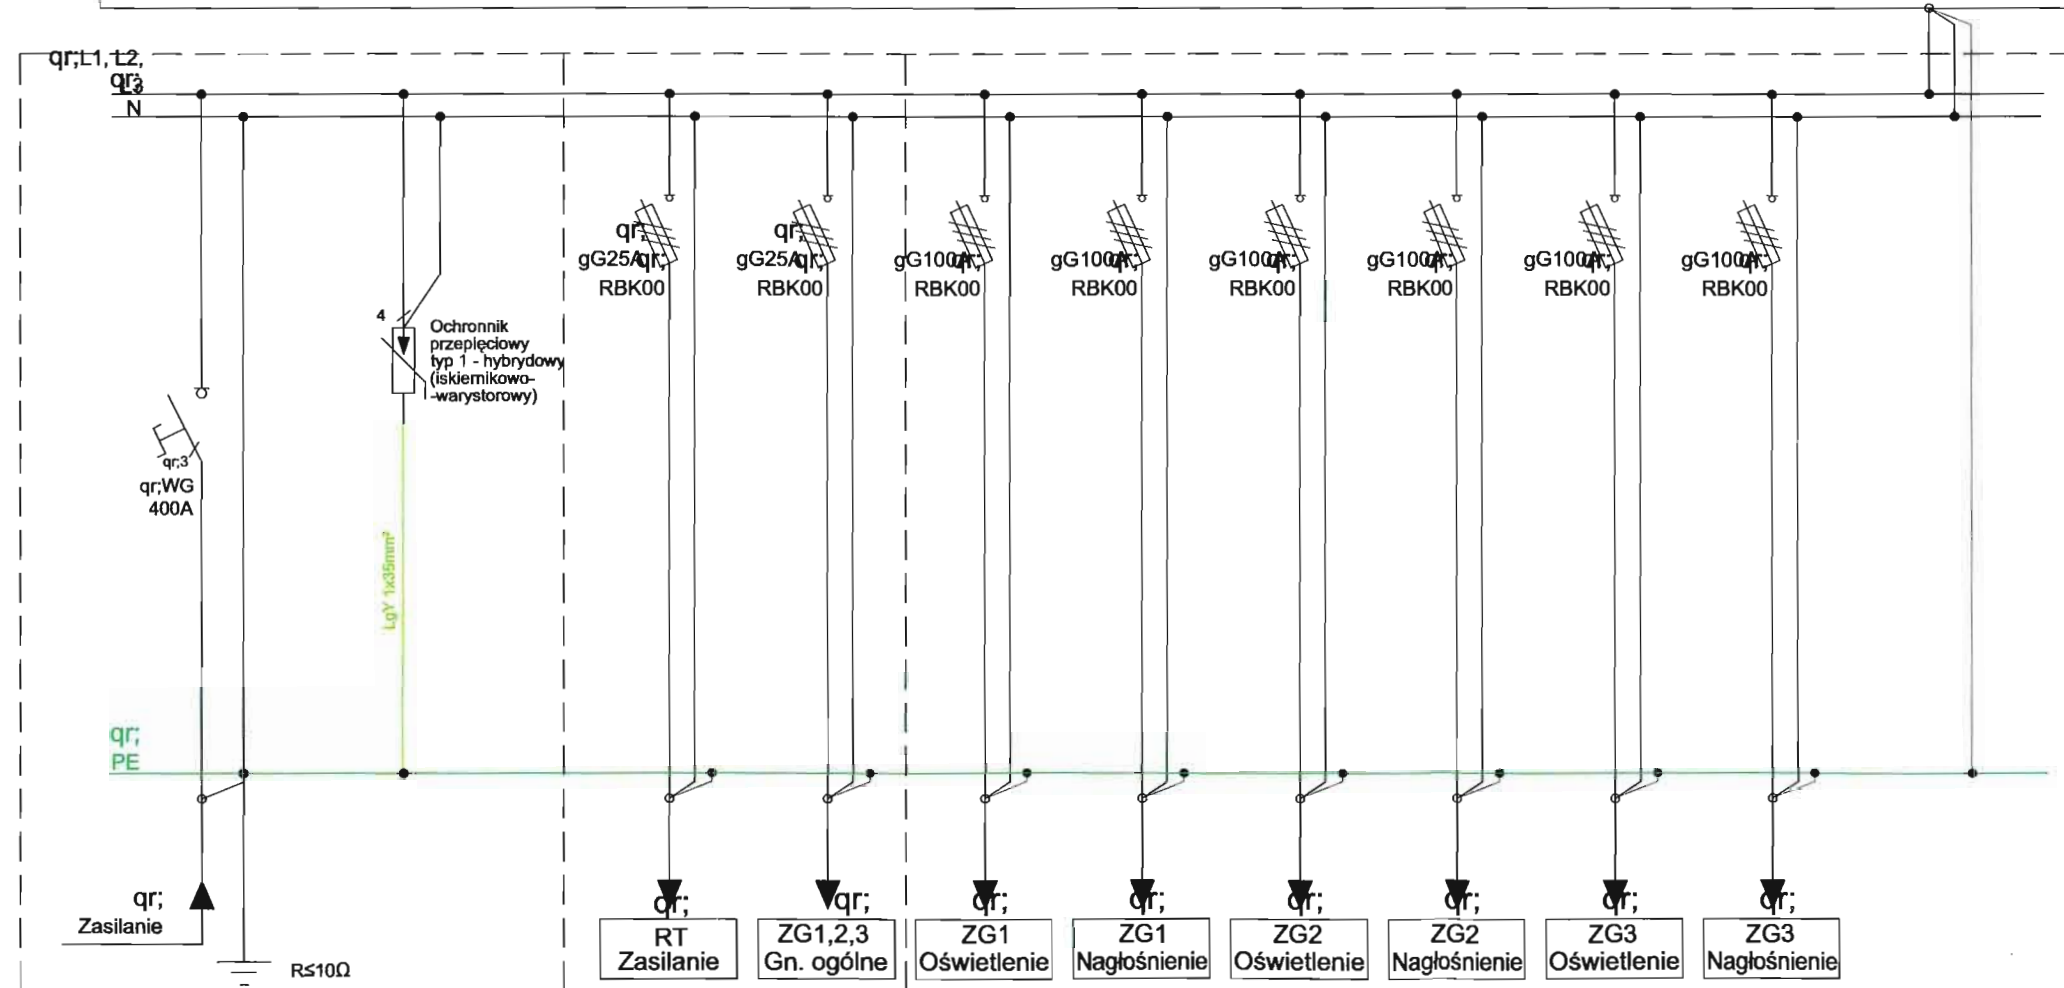 qr;L1, L2,
qr;
L3
N
qr;
gG25A qr;
RBK00
qr;
gG25A qr;
RBK00
gG100A qr;
RBK00
gG100A qr;
RBK00
gG100A qr;
RBK00
gG100A qr;
RBK00
gG100A qr;
RBK00
gG100A qr;
RBK00
4
Ochronnik
przepięciowy
typ 1 - hybrydowy
(iskiernikowo-
-warystorowy)
qr;3
qr;WG
400A
LgY 1x35mm²
qr;
PE
qr;
Zasilanie
R≤10Ω
qr;
RT
Zasilanie
qr;
ZG1,2,3
Gn. ogólne
qr;
ZG1
Oświetlenie
qr;
ZG1
Nagłośnienie
qr;
ZG2
Oświetlenie
qr;
ZG2
Nagłośnienie
qr;
ZG3
Oświetlenie
qr;
ZG3
Nagłośnienie